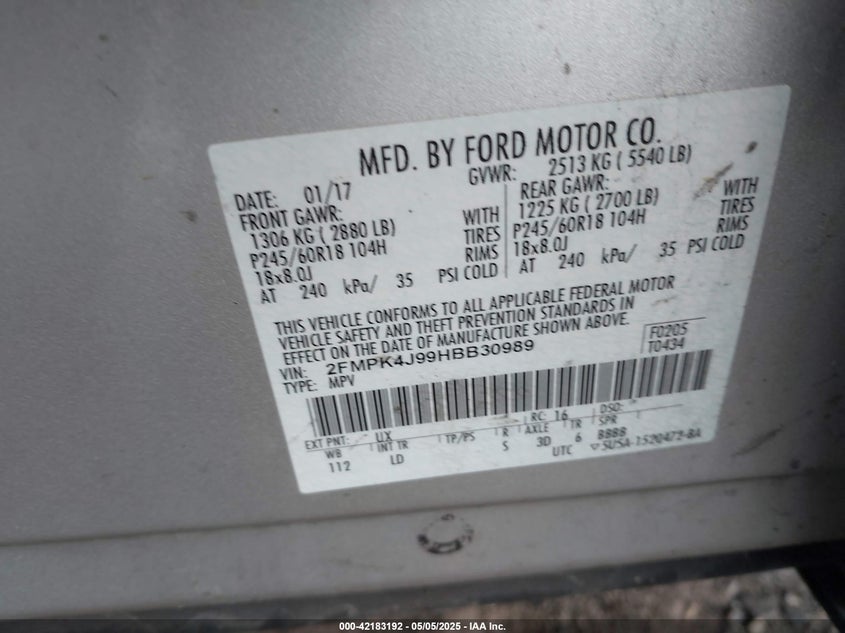 MFD. BY FORD MOTOR CO.
DATE: 01/17 GVWR: 2513 KG ( 5540 LB)
FRONT GAWR: REAR GAWR:
1306 KG ( 2880 LB) WITH 1225 KG ( 2700 LB) WITH
P245/60R18 104H TIRES P245/60R18 104H TIRES
18x8.0J RIMS 18x8.0J RIMS
AT 240 kPa/ 35 PSI COLD AT 240 kPa/ 35 PSI COLD
THIS VEHICLE CONFORMS TO ALL APPLICABLE FEDERAL MOTOR
VEHICLE SAFETY AND THEFT PREVENTION STANDARDS IN
EFFECT ON THE DATE OF MANUFACTURE SHOWN ABOVE.
VIN: 2FMPK4J99HBB30989 F0205
TYPE: MPV T0434
EXT PNT: UX RC: 16 DSO:
WB INT TR TP/PS R AXLE TR SPR
112 LD S 3D 6 BBBB
UTC ▽5U5A-1520472-BA
000-42183192 - 05/05/2025 - IAA Inc.